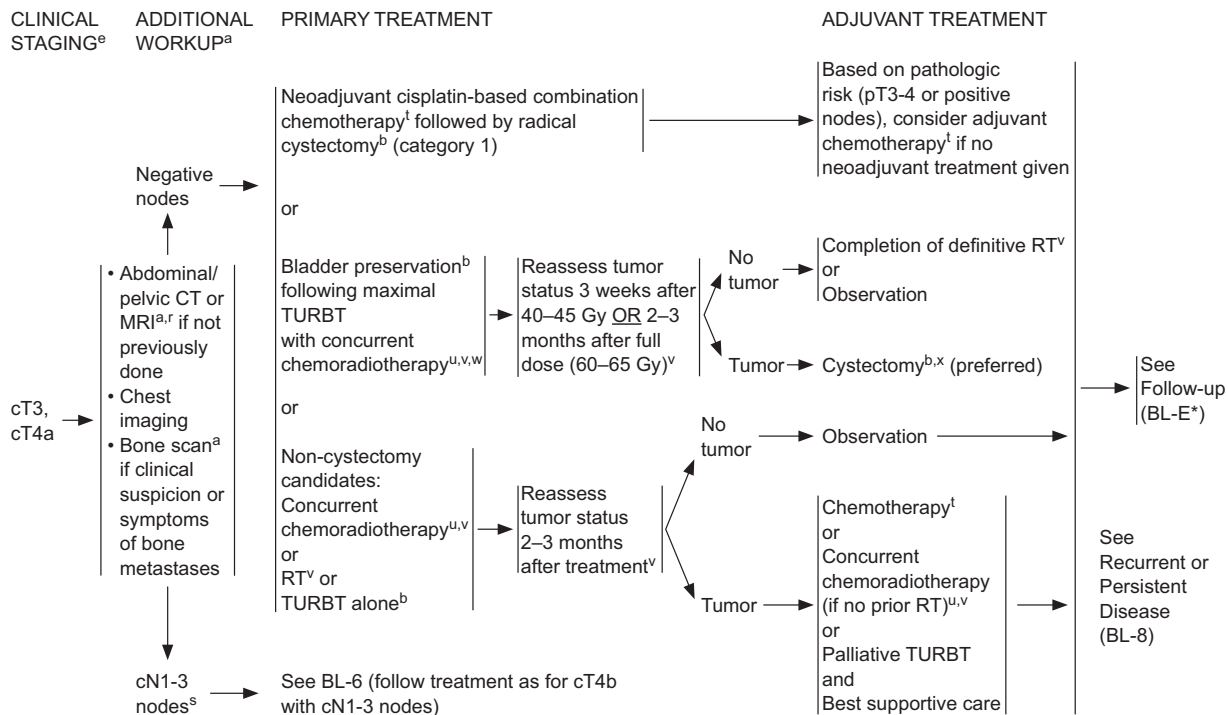 CLINICAL
STAGINGᵉ
ADDITIONAL
WORKUPᵃ
PRIMARY TREATMENT
ADJUVANT TREATMENT
cT3,
cT4a
• Abdominal/
pelvic CT or
MRIᵃ,ʳ if not
previously
done
• Chest
imaging
• Bone scanᵃ
if clinical
suspicion or
symptoms
of bone
metastases
Negative
nodes
Neoadjuvant cisplatin-based combination
chemotherapyᵗ followed by radical
cystectomyᵇ (category 1)
Based on pathologic
risk (pT3-4 or positive
nodes), consider adjuvant
chemotherapyᵗ if no
neoadjuvant treatment given
or
Bladder preservationᵇ
following maximal
TURBT
with concurrent
chemoradiotherapyᵘ,ᵛ,ʷ
Reassess tumor
status 3 weeks after
40–45 Gy OR 2–3
months after full
dose (60–65 Gy)ᵛ
No
tumor
Completion of definitive RTᵛ
or
Observation
Tumor
Cystectomyᵇ,ˣ (preferred)
or
Non-cystectomy
candidates:
Concurrent
chemoradiotherapyᵘ,ᵛ
or
RTᵛ or
TURBT aloneᵇ
Reassess
tumor status
2–3 months
after treatmentᵛ
No
tumor
Observation
Tumor
Chemotherapyᵗ
or
Concurrent
chemoradiotherapy
(if no prior RT)ᵘ,ᵛ
or
Palliative TURBT
and
Best supportive care
See
Follow-up
(BL-E*)
See
Recurrent or
Persistent
Disease
(BL-8)
cN1-3
nodesˢ
See BL-6 (follow treatment as for cT4b
with cN1-3 nodes)